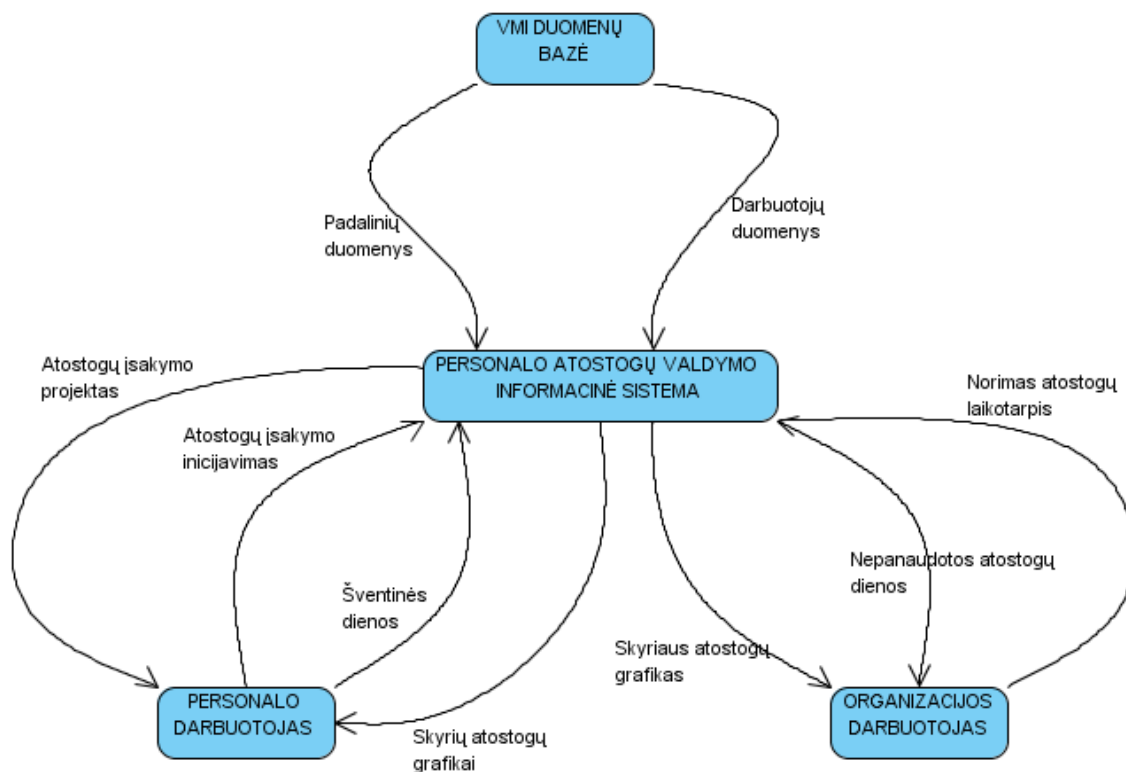 VMI DUOMENŲ
BAZĖ
Padalinių
duomenys
Darbuotojų
duomenys
PERSONALO ATOSTOGŲ VALDYMO
INFORMACINĖ SISTEMA
Atostogų įsakymo
projektas
Atostogų įsakymo
inicijavimas
Norimas atostogų
laikotarpis
Šventinės
dienos
Nepanaudotos atostogų
dienos
Skyriaus atostogų
grafikas
PERSONALO
DARBUOTOJAS
Skyrių atostogų
grafikai
ORGANIZACIJOS
DARBUOTOJAS